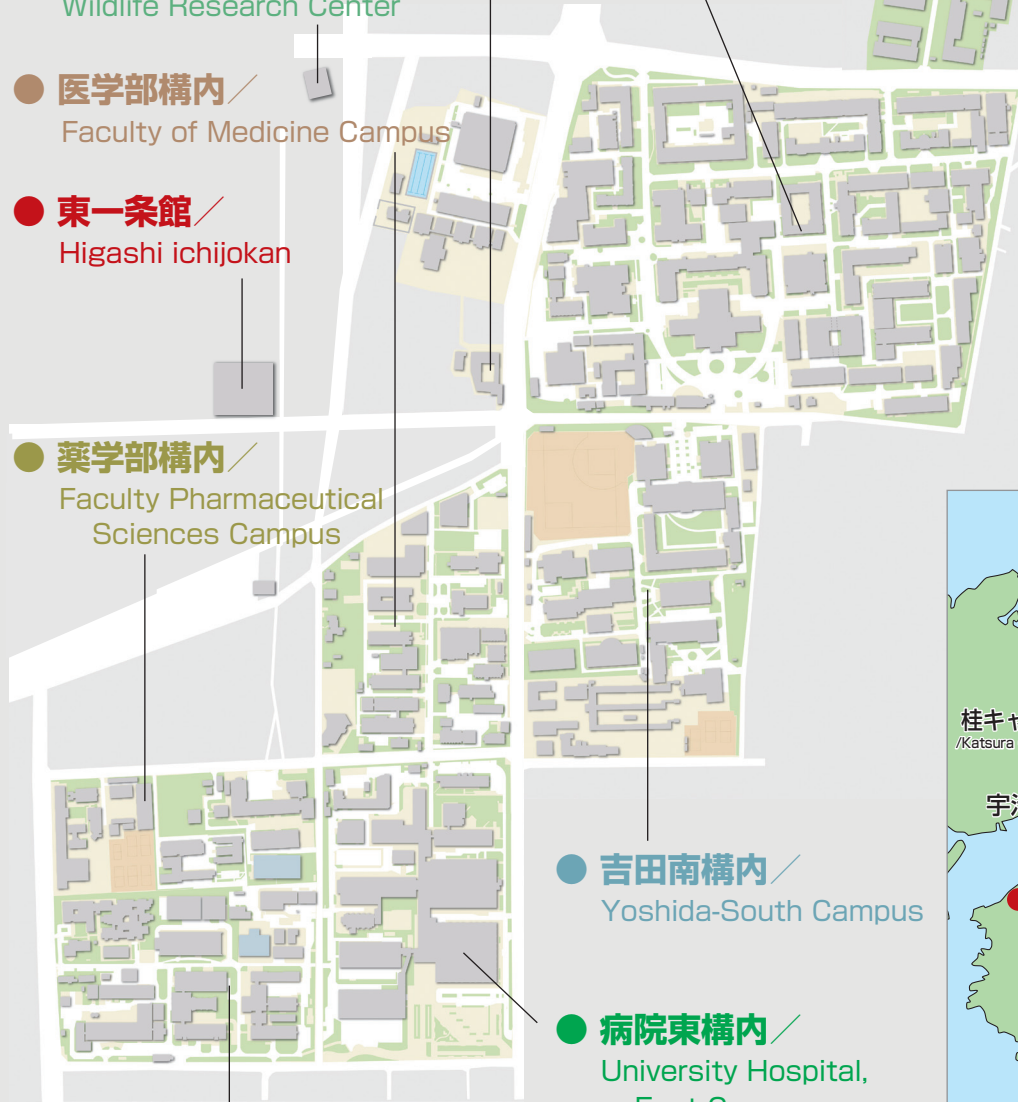 Wildlife Research Center
● 医学部構内／
Faculty of Medicine Campus
● 東一条館／
Higashi ichijokan
● 薬学部構内／
Faculty Pharmaceutical
Sciences Campus
桂キャ
/Katsura
● 吉田南構内／
Yoshida-South Campus
● 病院東構内／
University Hospital,